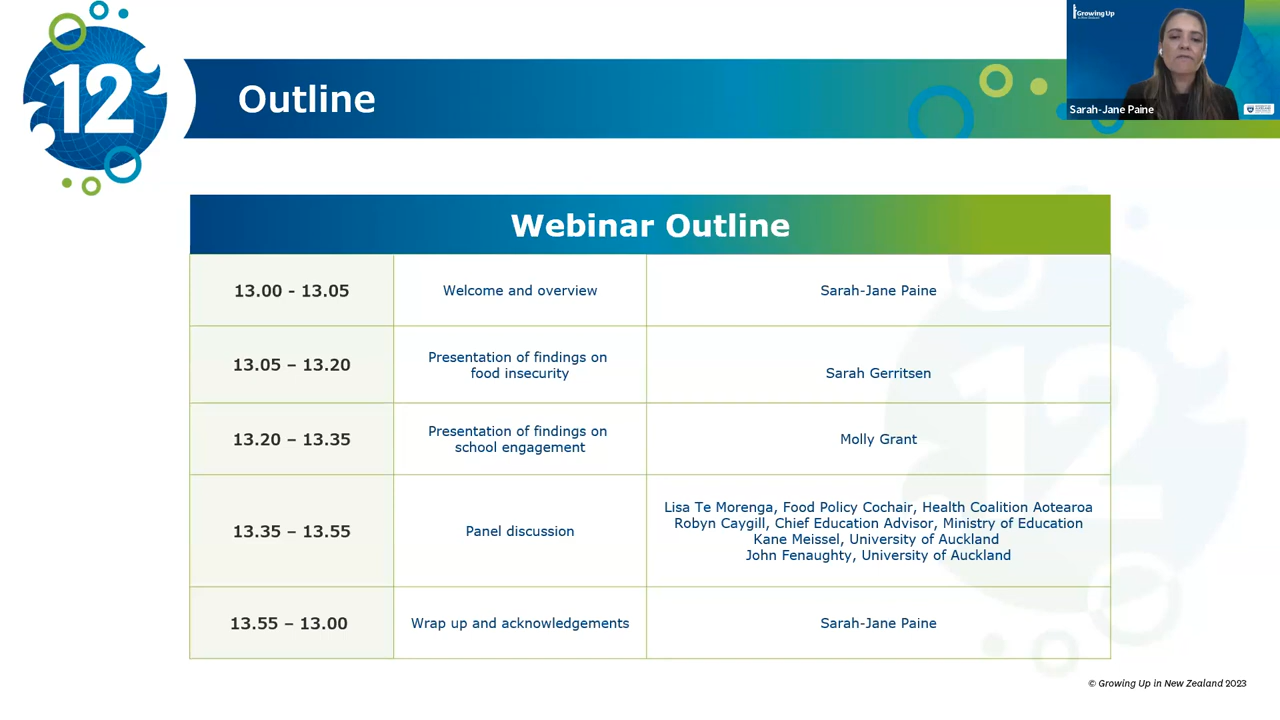 12
Outline
Growing Up
in New Zealand
Sarah-Jane Paine
Webinar Outline
13.00 - 13.05
Welcome and overview
Sarah-Jane Paine
13.05 – 13.20
Presentation of findings on
food insecurity
Sarah Gerritsen
13.20 – 13.35
Presentation of findings on
school engagement
Molly Grant
13.35 – 13.55
Panel discussion
Lisa Te Morenga, Food Policy Cochair, Health Coalition Aotearoa
Robyn Caygill, Chief Education Advisor, Ministry of Education
Kane Meissel, University of Auckland
John Fenaughty, University of Auckland
13.55 – 13.00
Wrap up and acknowledgements
Sarah-Jane Paine
12
© Growing Up in New Zealand 2023